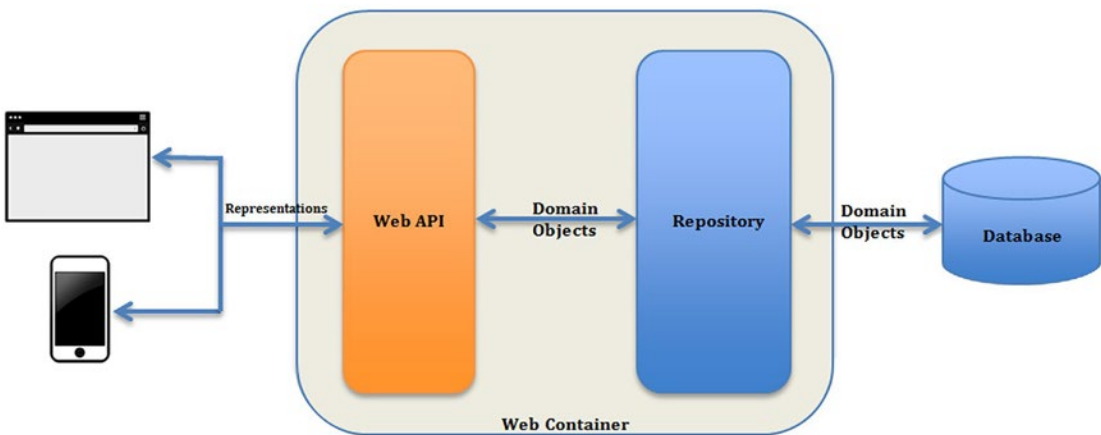 Representations
Web API
Domain
Objects
Repository
Domain
Objects
Database
Web Container